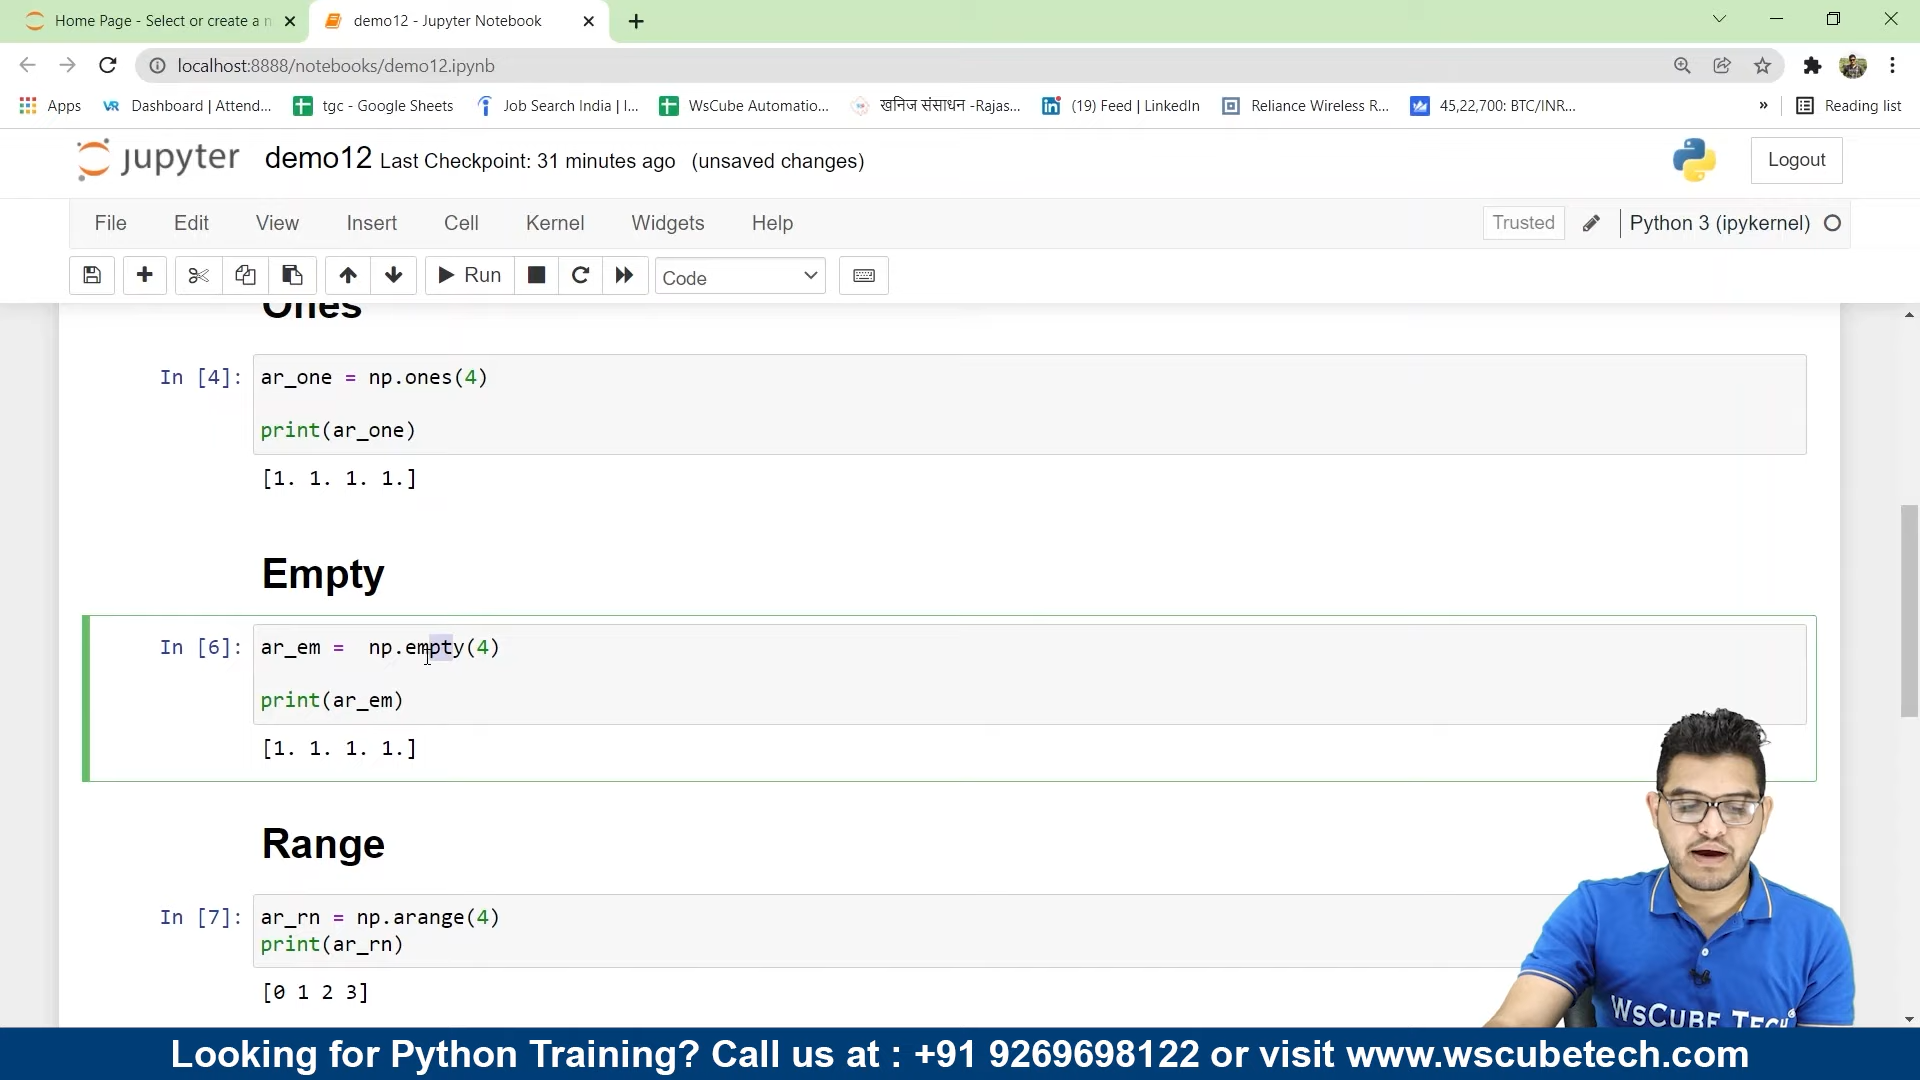 Home Page - Select or create a n
demo12 - Jupyter Notebook
localhost:8888/notebooks/demo12.ipynb
Apps
VR Dashboard | Attend...
tgc - Google Sheets
Job Search India | I...
WsCube Automatio...
खनिज संसाधन -Rajas...
in (19) Feed | LinkedIn
Reliance Wireless R...
45,22,700: BTC/INR...
»
Reading list
jupyter demo12 Last Checkpoint: 31 minutes ago (unsaved changes)
Logout
File Edit View Insert Cell Kernel Widgets Help
Trusted
Python 3 (ipykernel)
Run
Code
Ones
In [4]: ar_one = np.ones(4)
print(ar_one)
[1. 1. 1. 1.]
Empty
In [6]: ar_em =  np.empty(4)
print(ar_em)
[1. 1. 1. 1.]
Range
In [7]: ar_rn = np.arange(4)
print(ar_rn)
[0 1 2 3]
WsCube Tech®
Looking for Python Training? Call us at : +91 9269698122 or visit www.wscubetech.com